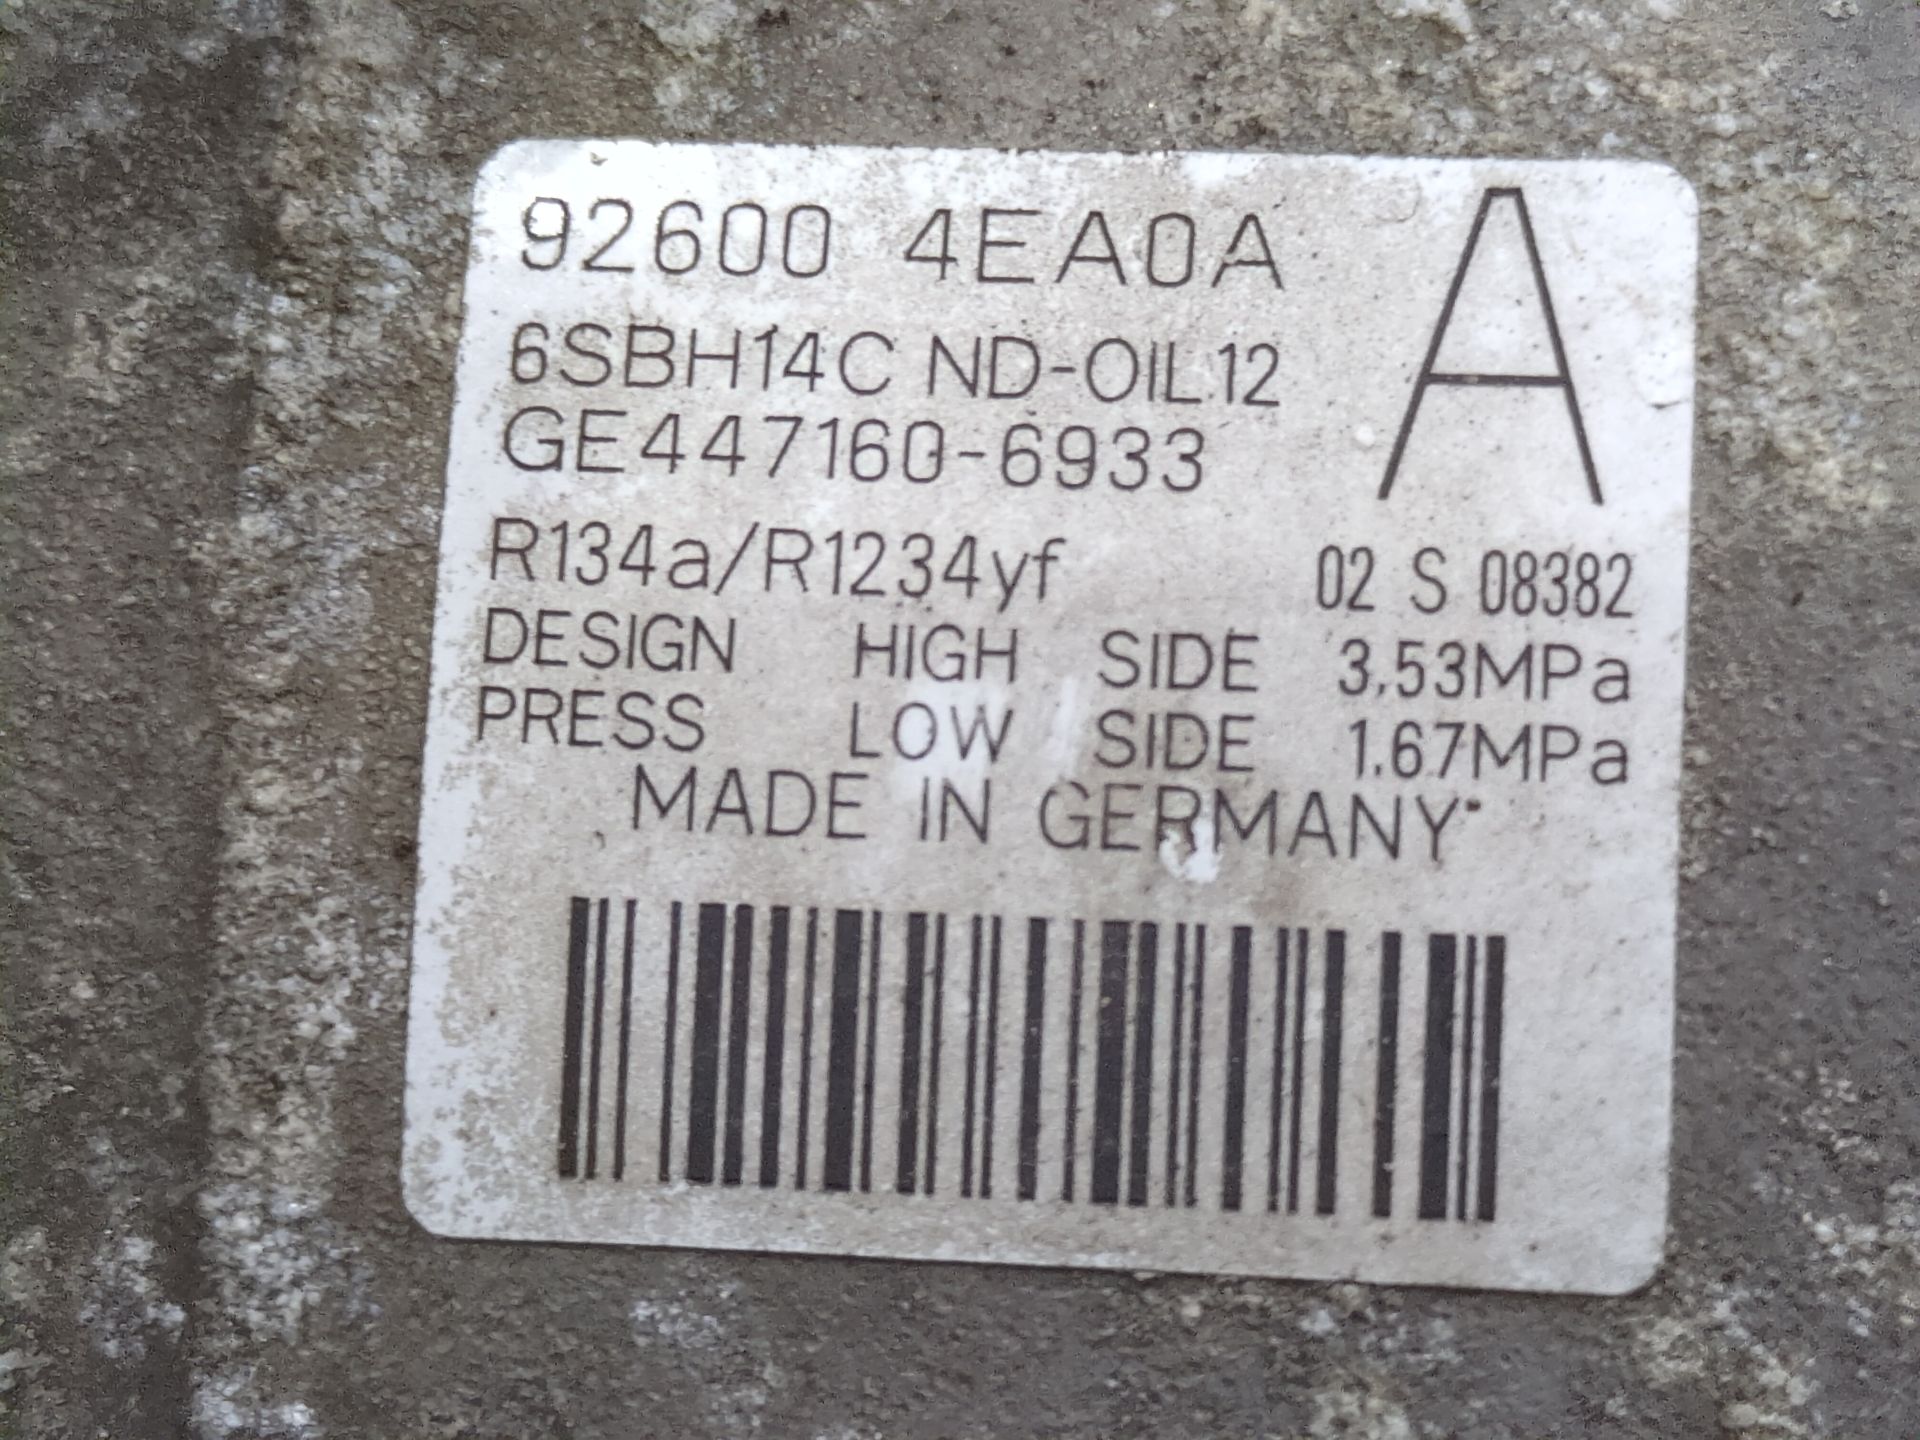 92600 4EA0A
A
6SBH14C ND-OIL12
GE447160-6933
R134a/R1234yf 02 S 08382
DESIGN HIGH SIDE 3.53MPa
PRESS LOW SIDE 1.67MPa
MADE IN GERMANY